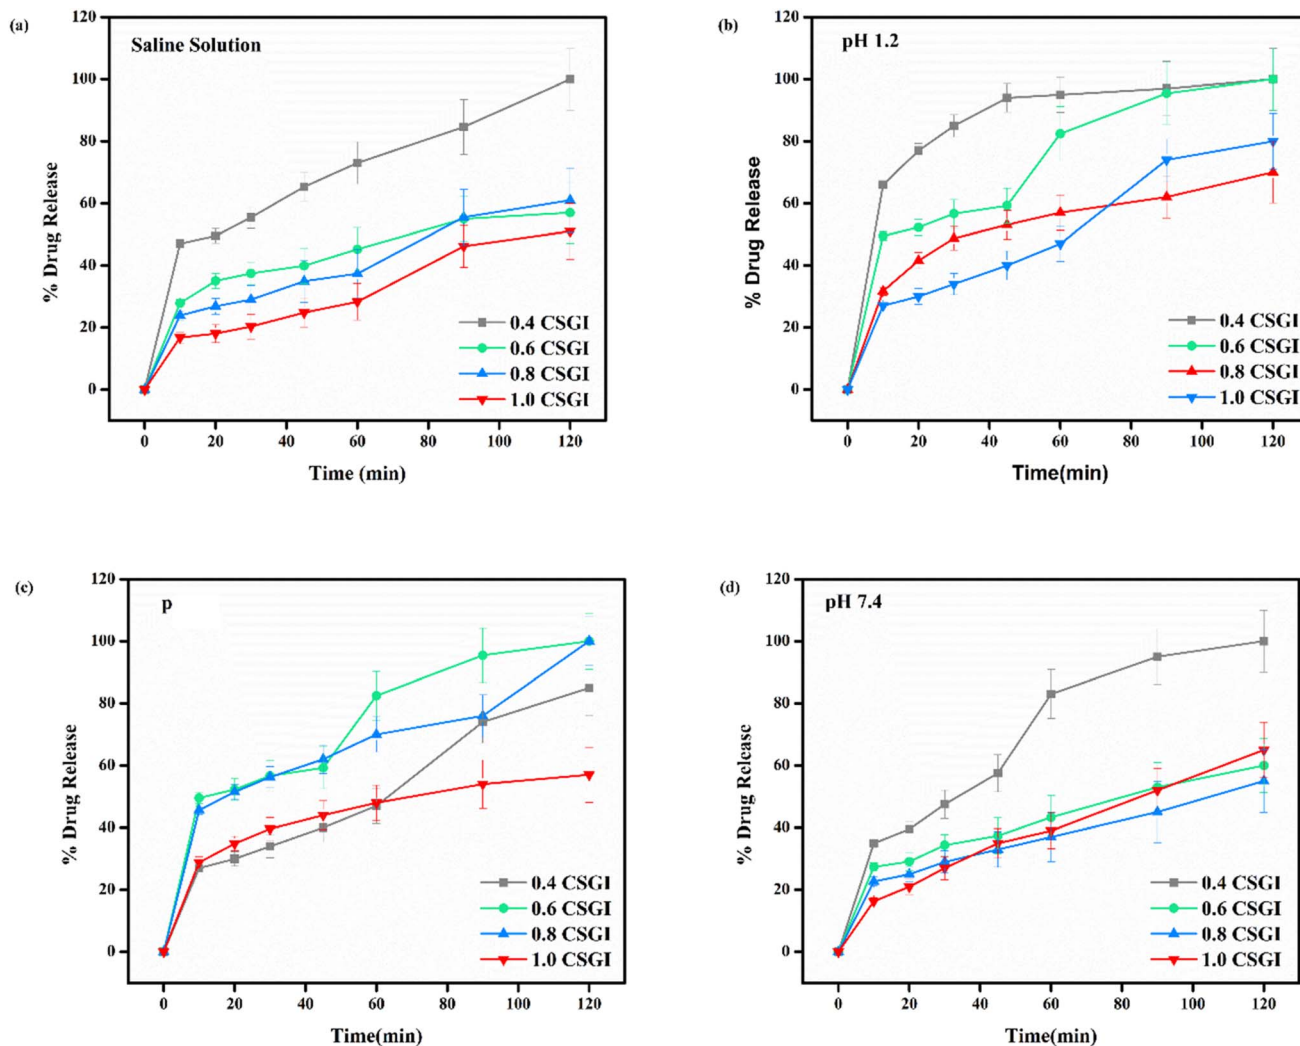 (a)
Saline Solution
% Drug Release
120
100
80
60
40
20
0
0 20 40 60 80 100 120
Time (min)
0.4 CSGI
0.6 CSGI
0.8 CSGI
1.0 CSGI
(b)
pH 1.2
% Drug Release
120
100
80
60
40
20
0
0 20 40 60 80 100 120
Time(min)
0.4 CSGI
0.6 CSGI
0.8 CSGI
1.0 CSGI
(c)
p
% Drug Release
120
100
80
60
40
20
0
0 20 40 60 80 100 120
Time(min)
0.4 CSGI
0.6 CSGI
0.8 CSGI
1.0 CSGI
(d)
pH 7.4
% Drug Release
120
100
80
60
40
20
0
0 20 40 60 80 100 120
Time(min)
0.4 CSGI
0.6 CSGI
0.8 CSGI
1.0 CSGI